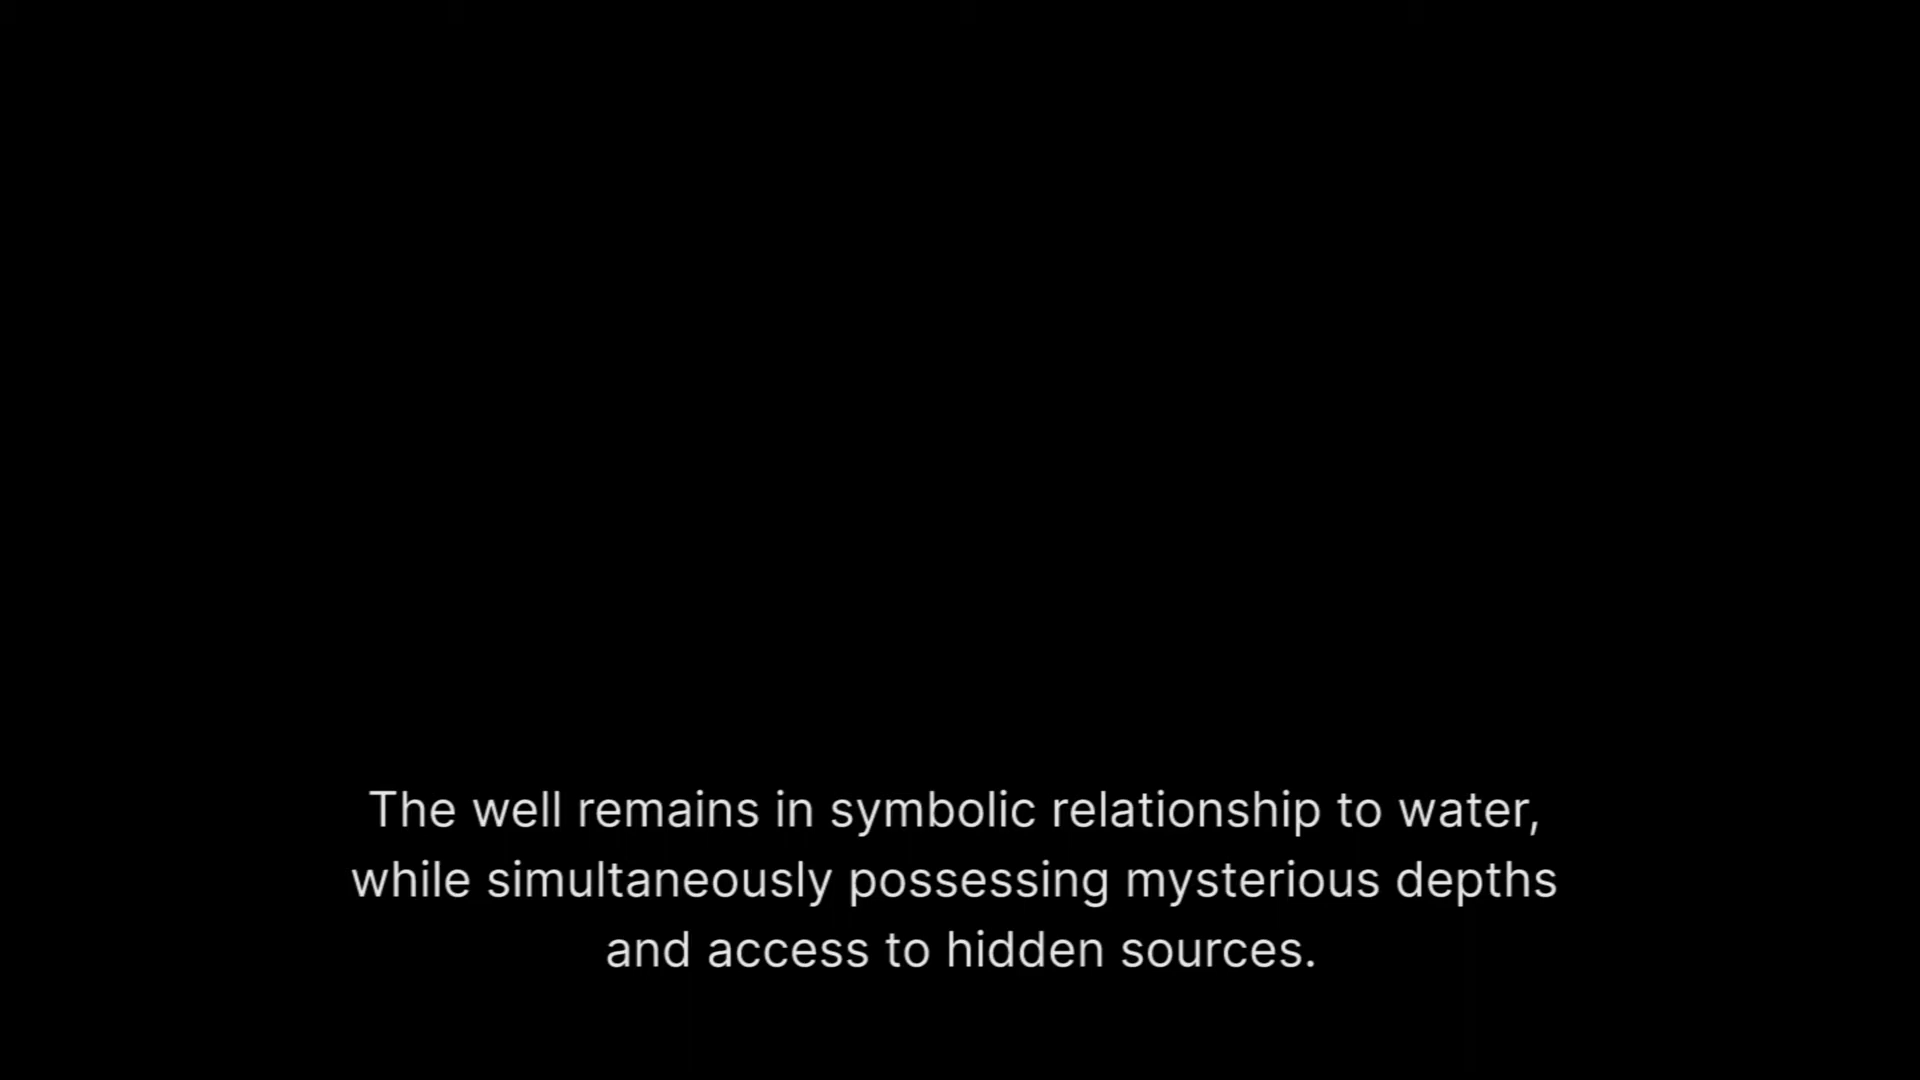 The well remains in symbolic relationship to water,
while simultaneously possessing mysterious depths
and access to hidden sources.